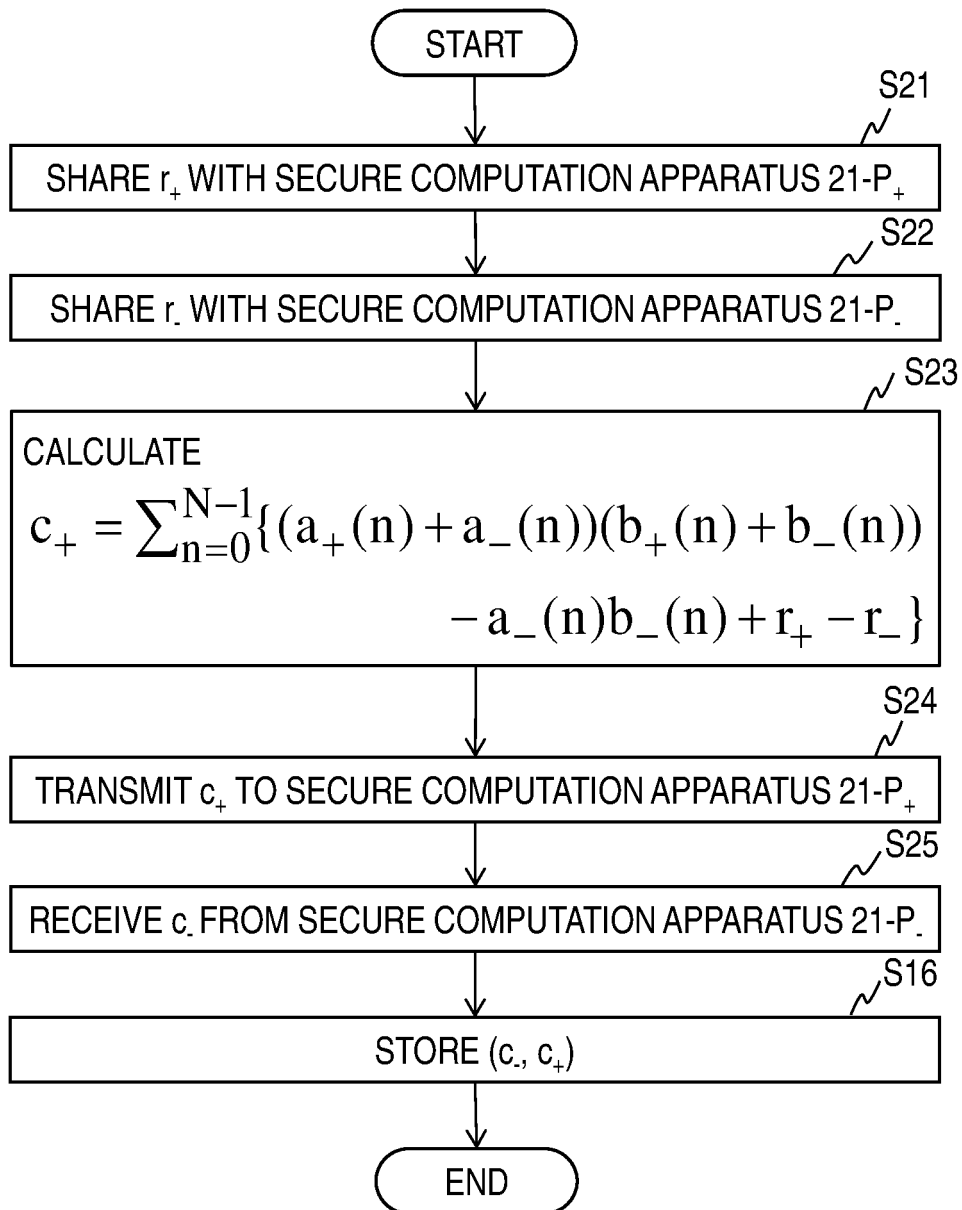 START
S21
SHARE r₊ WITH SECURE COMPUTATION APPARATUS 21-P₊
S22
SHARE r₋ WITH SECURE COMPUTATION APPARATUS 21-P₋
S23
CALCULATE
c₊ = ∑_{n=0}^{N−1}{(a₊(n) + a₋(n))(b₊(n) + b₋(n))
− a₋(n)b₋(n) + r₊ − r₋}
S24
TRANSMIT c₊ TO SECURE COMPUTATION APPARATUS 21-P₊
S25
RECEIVE c₋ FROM SECURE COMPUTATION APPARATUS 21-P₋
S16
STORE (c₋, c₊)
END